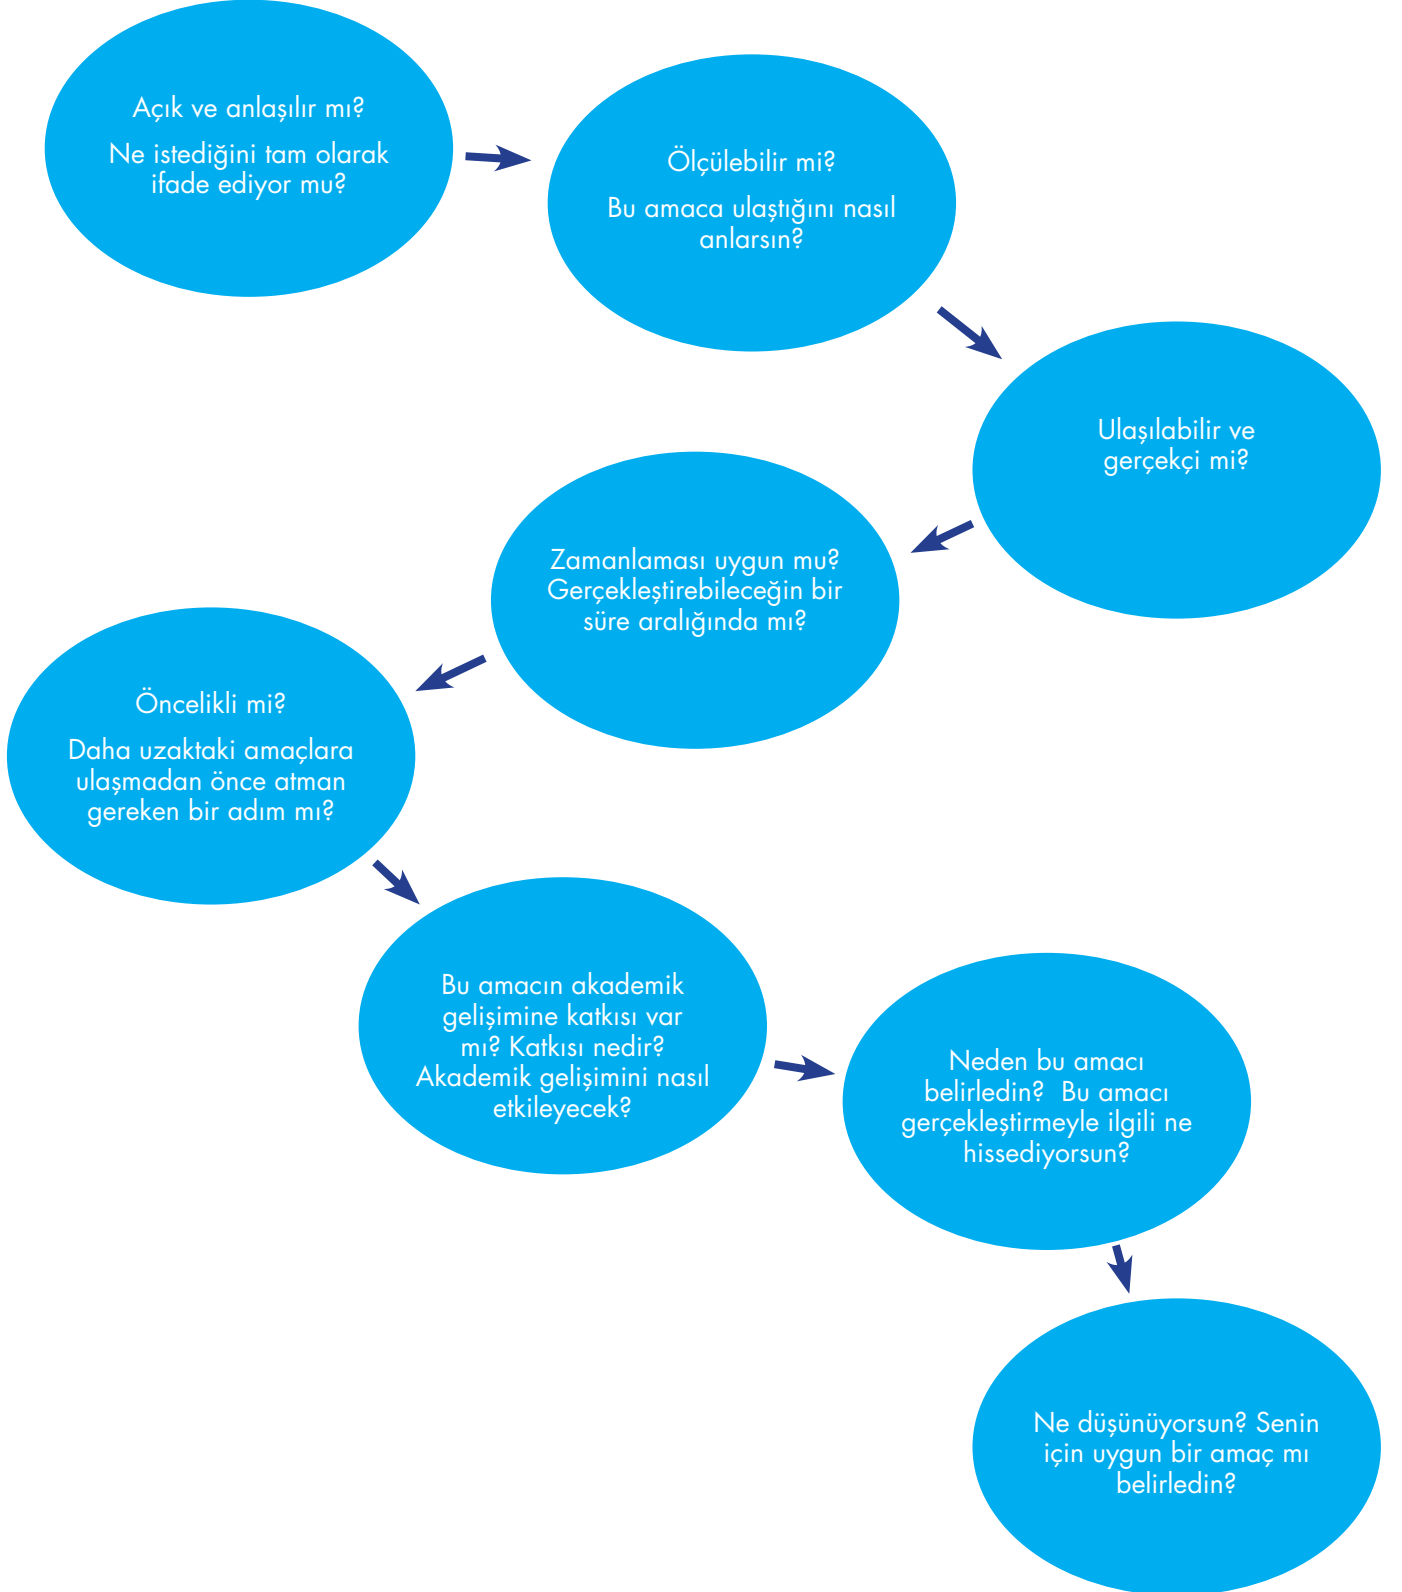 Açık ve anlaşılır mı?
Ne istediğini tam olarak
ifade ediyor mu?
Ölçülebilir mi?
Bu amaca ulaştığını nasıl
anlarsın?
Ulaşılabilir ve
gerçekçi mi?
Zamanlaması uygun mu?
Gerçekleştirebileceğin bir
süre aralığında mı?
Öncelikli mi?
Daha uzaktaki amaçlara
ulaşmadan önce atman
gereken bir adım mı?
Bu amacın akademik
gelişimine katkısı var
mı? Katkısı nedir?
Akademik gelişimini nasıl
etkileyecek?
Neden bu amacı
belirledin?  Bu amacı
gerçekleştirmeyle ilgili ne
hissediyorsun?
Ne düşünüyorsun? Senin
için uygun bir amaç mı
belirledin?